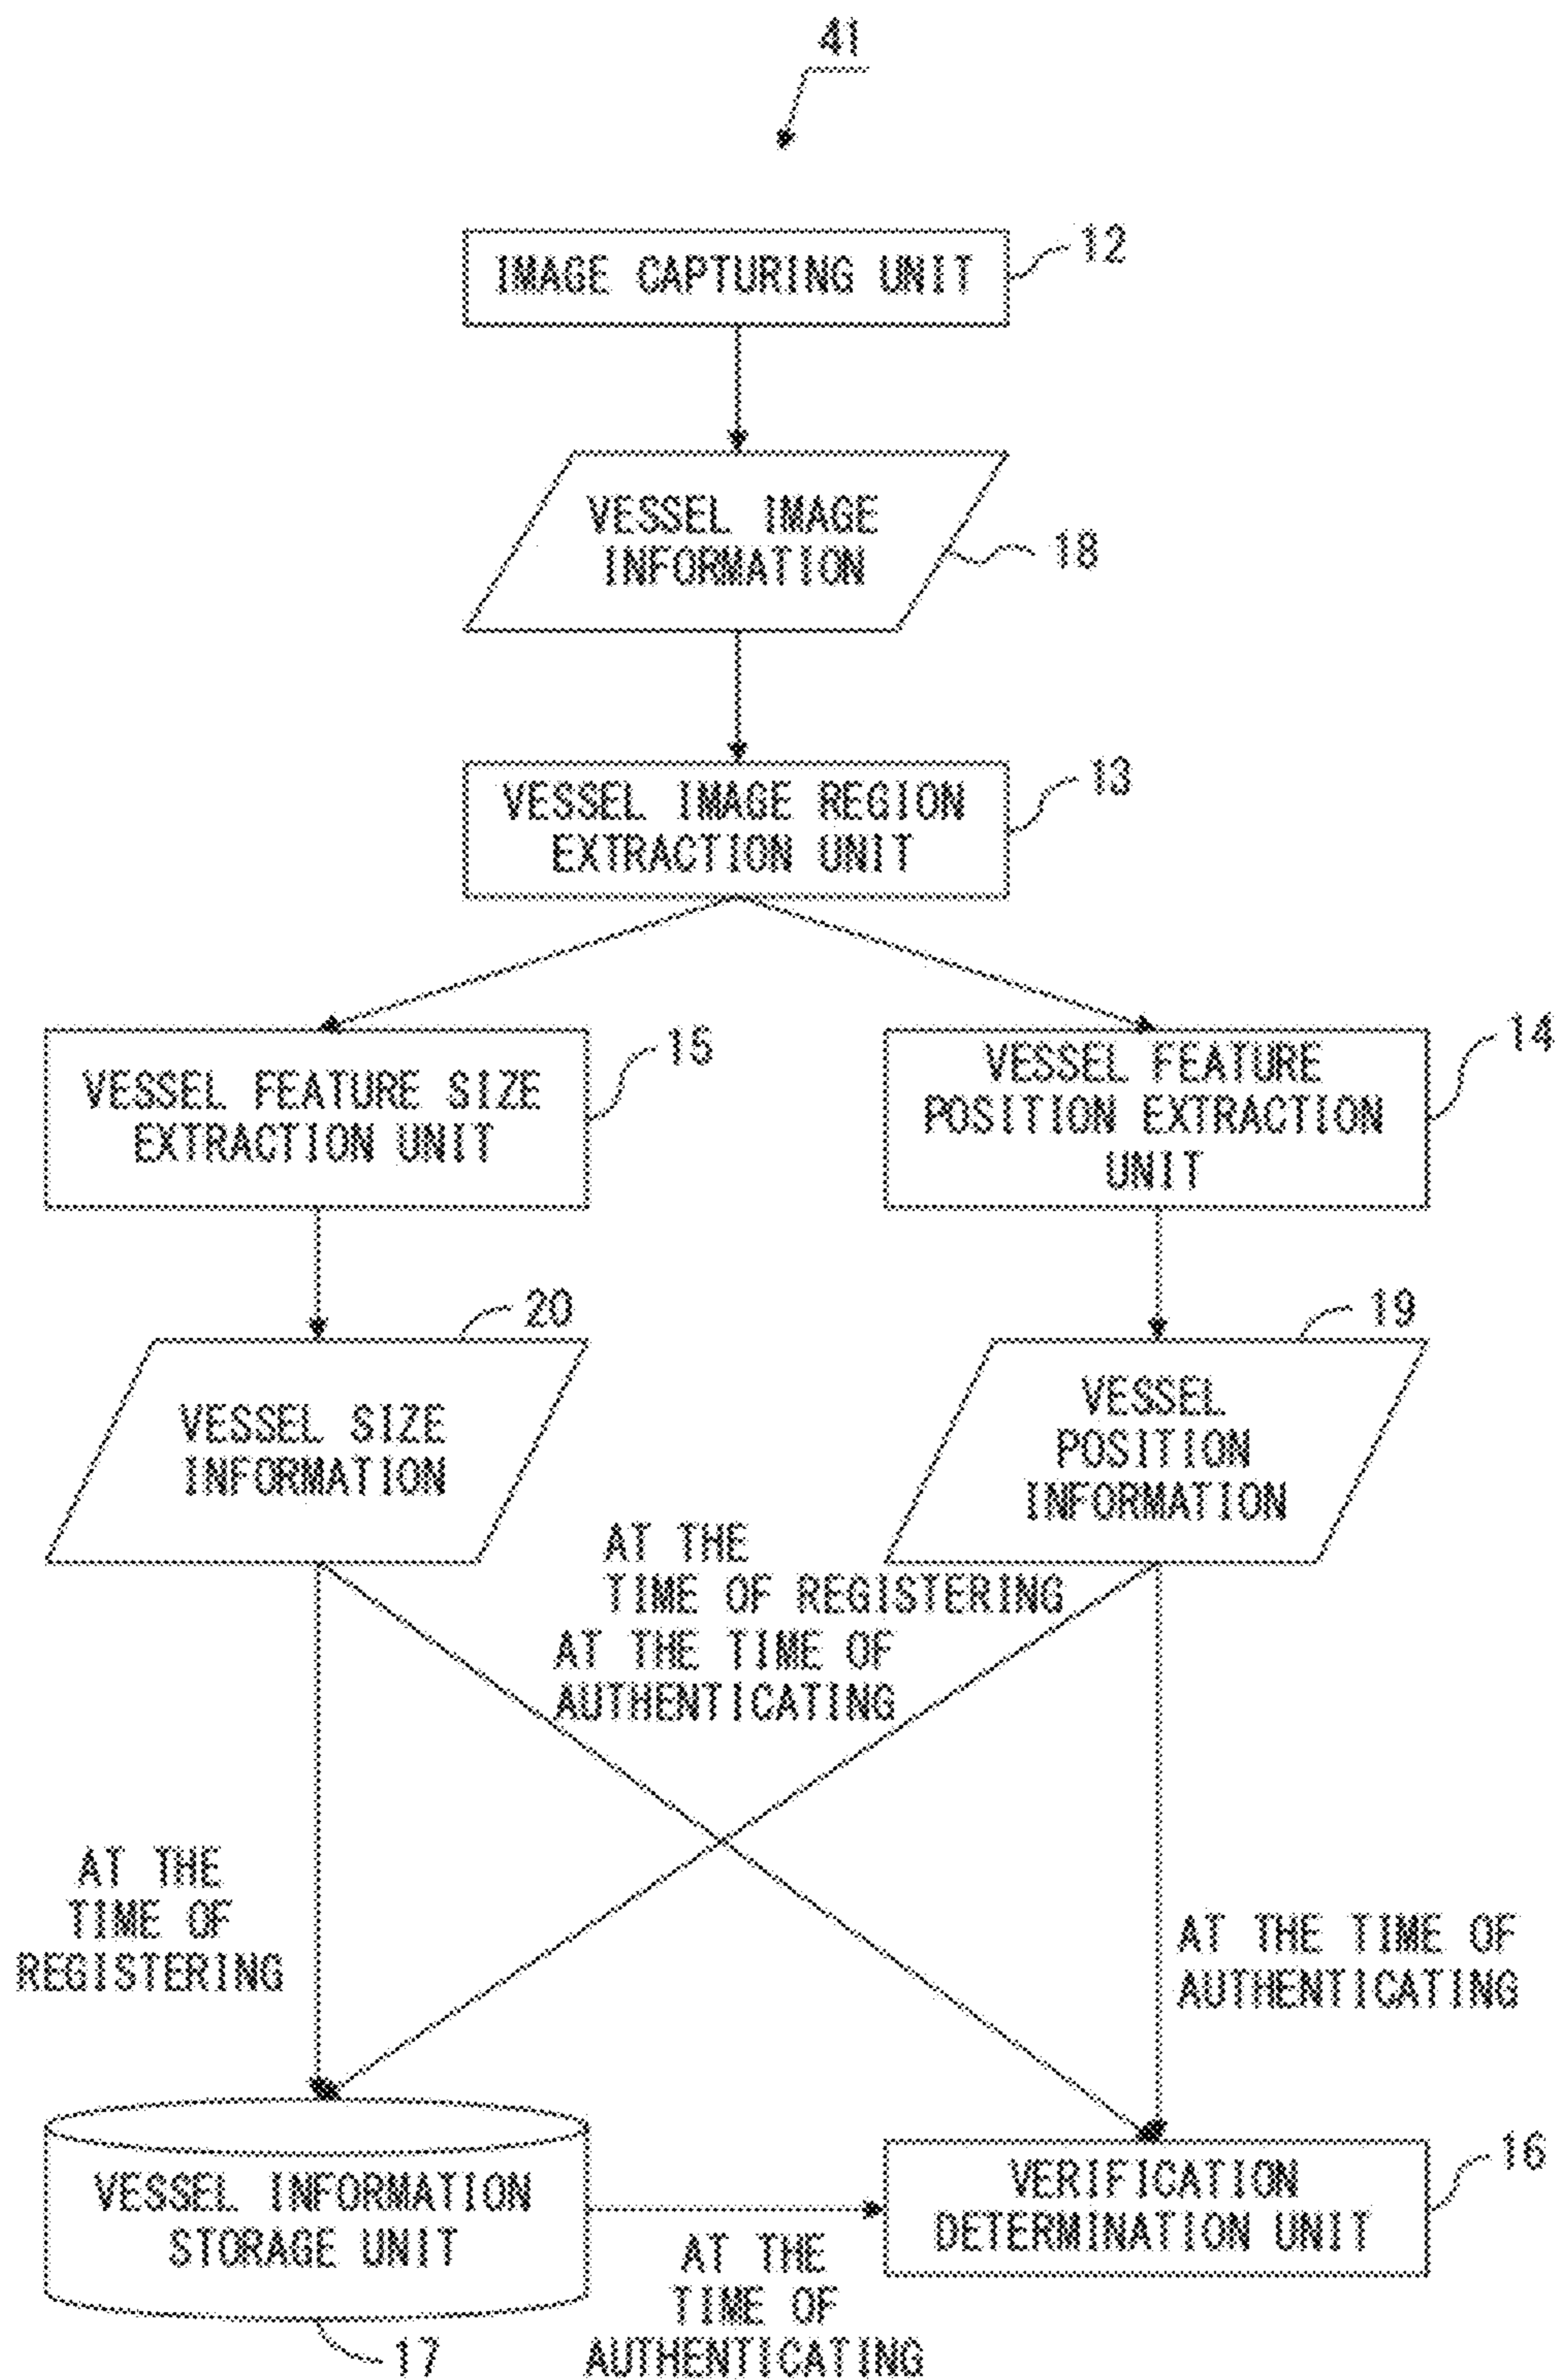 41
IMAGE CAPTURING UNIT
12
VESSEL IMAGE
INFORMATION
18
VESSEL IMAGE REGION
EXTRACTION UNIT
13
VESSEL FEATURE SIZE
EXTRACTION UNIT
15
VESSEL FEATURE
POSITION EXTRACTION
UNIT
14
20
VESSEL SIZE
INFORMATION
19
VESSEL
POSITION
INFORMATION
AT THE
TIME OF REGISTERING
AT THE TIME OF
AUTHENTICATING
AT THE
TIME OF
REGISTERING
AT THE TIME OF
AUTHENTICATING
VESSEL INFORMATION
STORAGE UNIT
17
AT THE
TIME OF
AUTHENTICATING
VERIFICATION
DETERMINATION UNIT
16